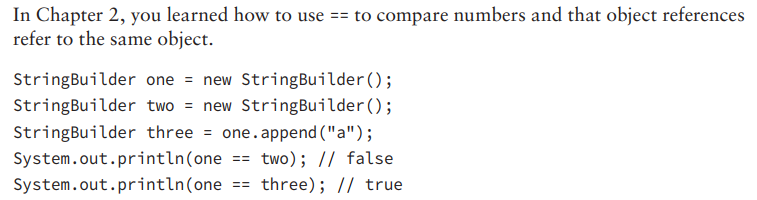 In Chapter 2, you learned how to use == to compare numbers and that object references
refer to the same object.
StringBuilder one = new StringBuilder();
StringBuilder two = new StringBuilder();
StringBuilder three = one.append("a");
System.out.println(one == two); // false
System.out.println(one == three); // true